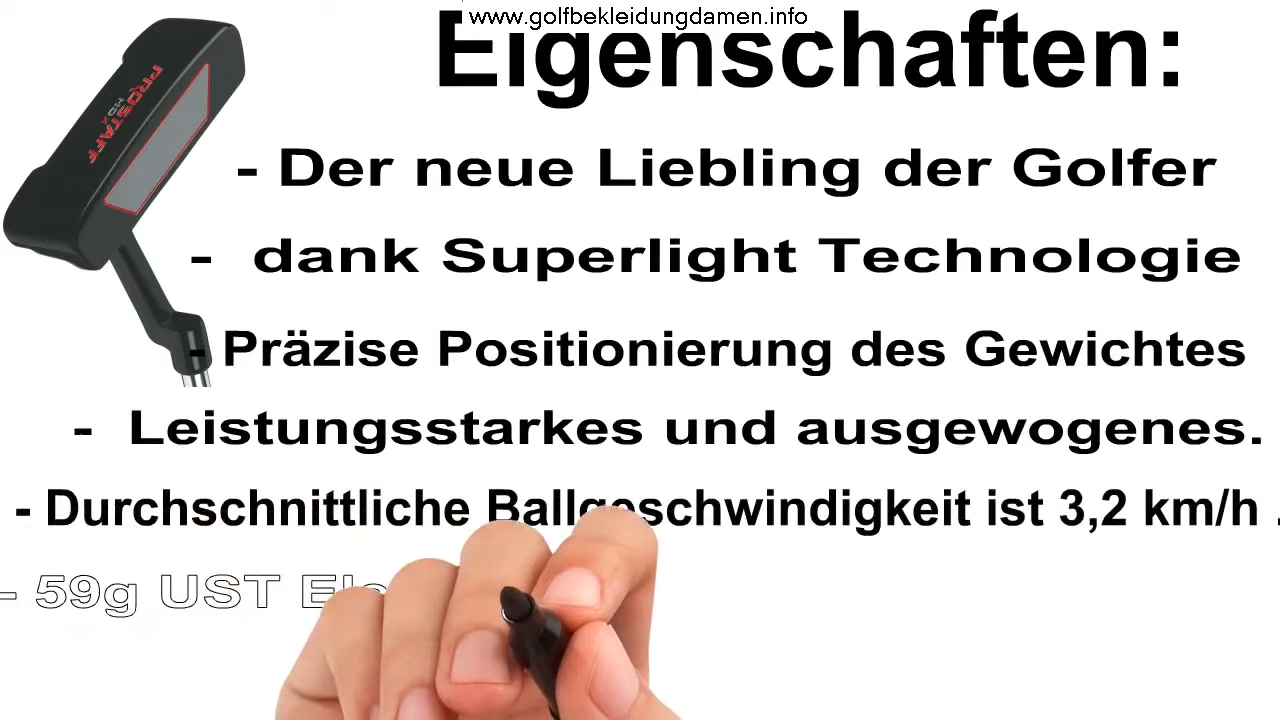 www.golfbekleidungdamen.info
Eigenschaften:
PROSTAFF
HDX
- Der neue Liebling der Golfer
- dank Superlight Technologie
- Präzise Positionierung des Gewichtes
- Leistungsstarkes und ausgewogenes.
- Durchschnittliche Ballgeschwindigkeit ist 3,2 km/h .
- 59g UST